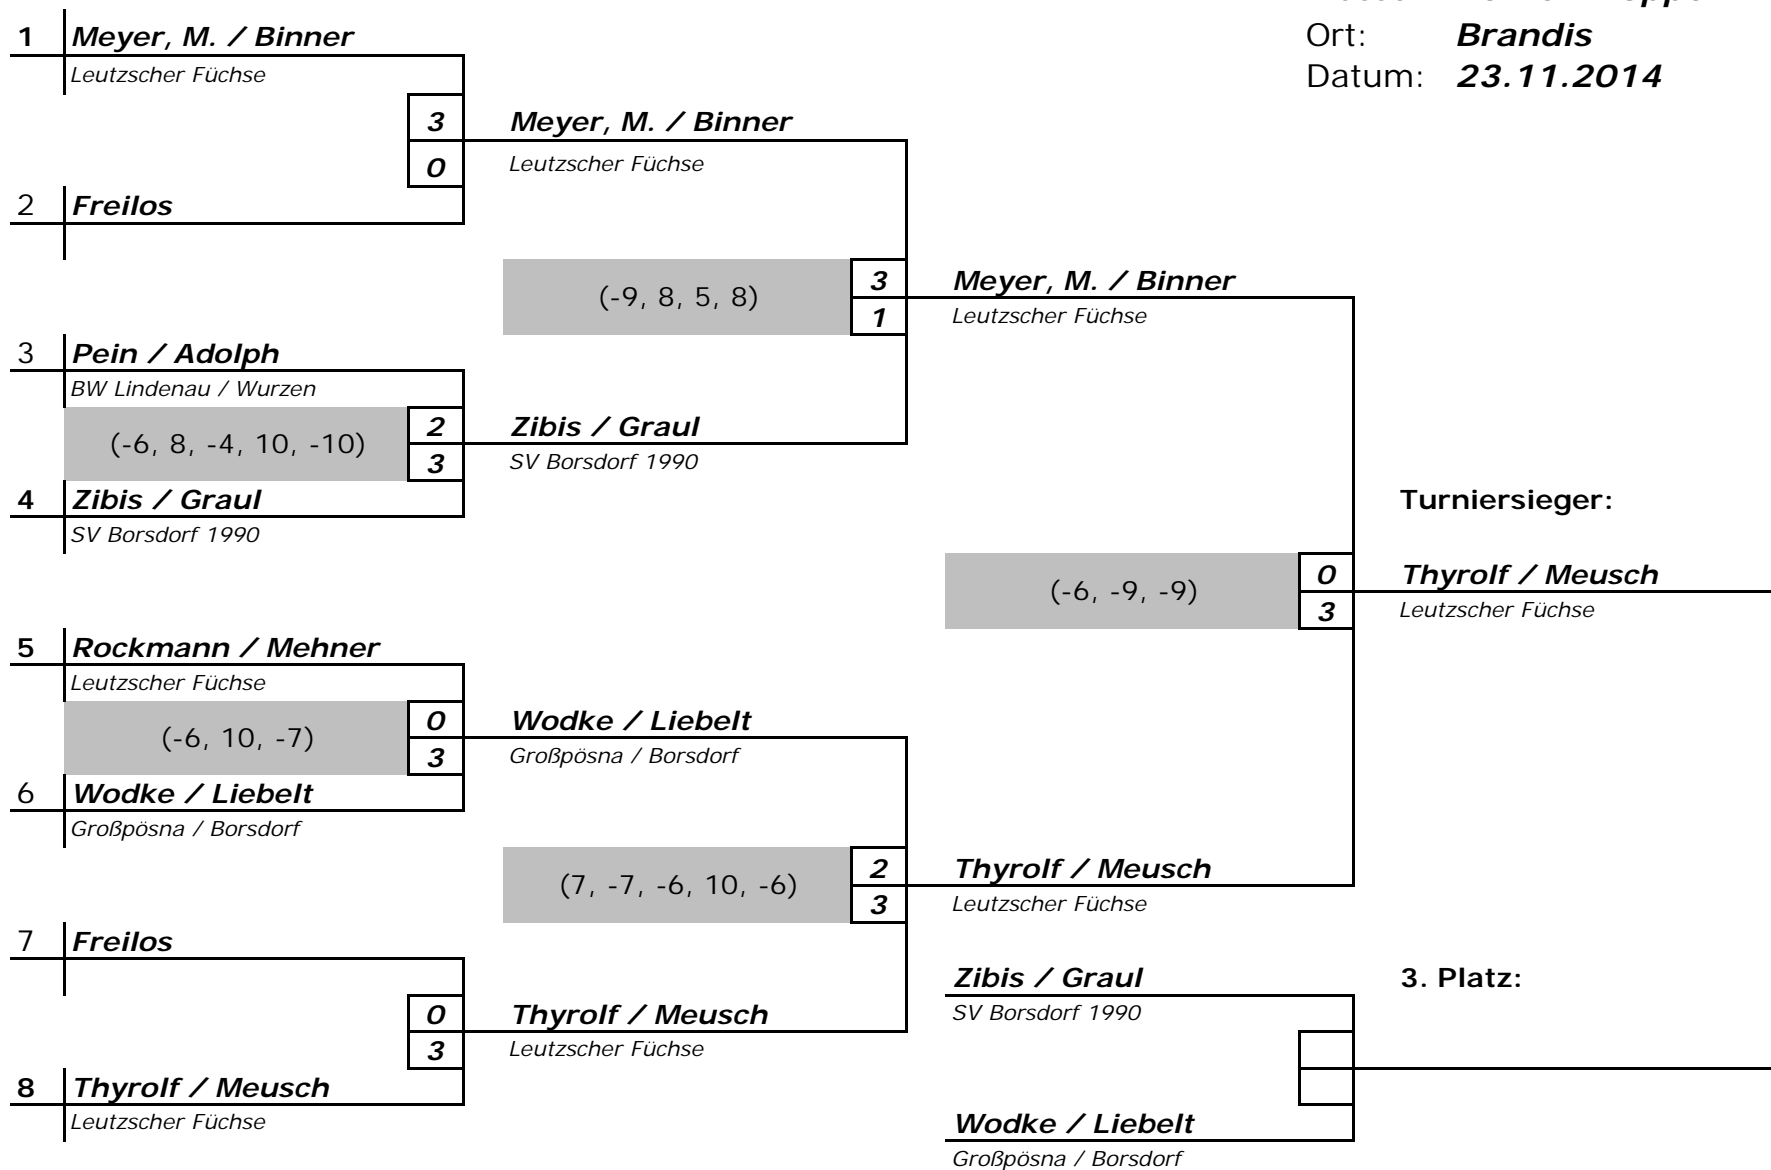 Ort: Brandis
Datum: 23.11.2014
1 Meyer, M. / Binner
Leutzscher Füchse
3 Meyer, M. / Binner
0 Leutzscher Füchse
2 Freilos
(-9, 8, 5, 8) 3 Meyer, M. / Binner
1 Leutzscher Füchse
3 Pein / Adolph
BW Lindenau / Wurzen
(-6, 8, -4, 10, -10) 2 Zibis / Graul
3 SV Borsdorf 1990
4 Zibis / Graul
SV Borsdorf 1990
Turniersieger:
(-6, -9, -9) 0 Thyrolf / Meusch
3 Leutzscher Füchse
5 Rockmann / Mehner
Leutzscher Füchse
(-6, 10, -7) 0 Wodke / Liebelt
3 Großpösna / Borsdorf
6 Wodke / Liebelt
Großpösna / Borsdorf
(7, -7, -6, 10, -6) 2 Thyrolf / Meusch
3 Leutzscher Füchse
7 Freilos
0 Thyrolf / Meusch
3 Leutzscher Füchse
8 Thyrolf / Meusch
Leutzscher Füchse
Zibis / Graul 3. Platz:
SV Borsdorf 1990
Wodke / Liebelt
Großpösna / Borsdorf